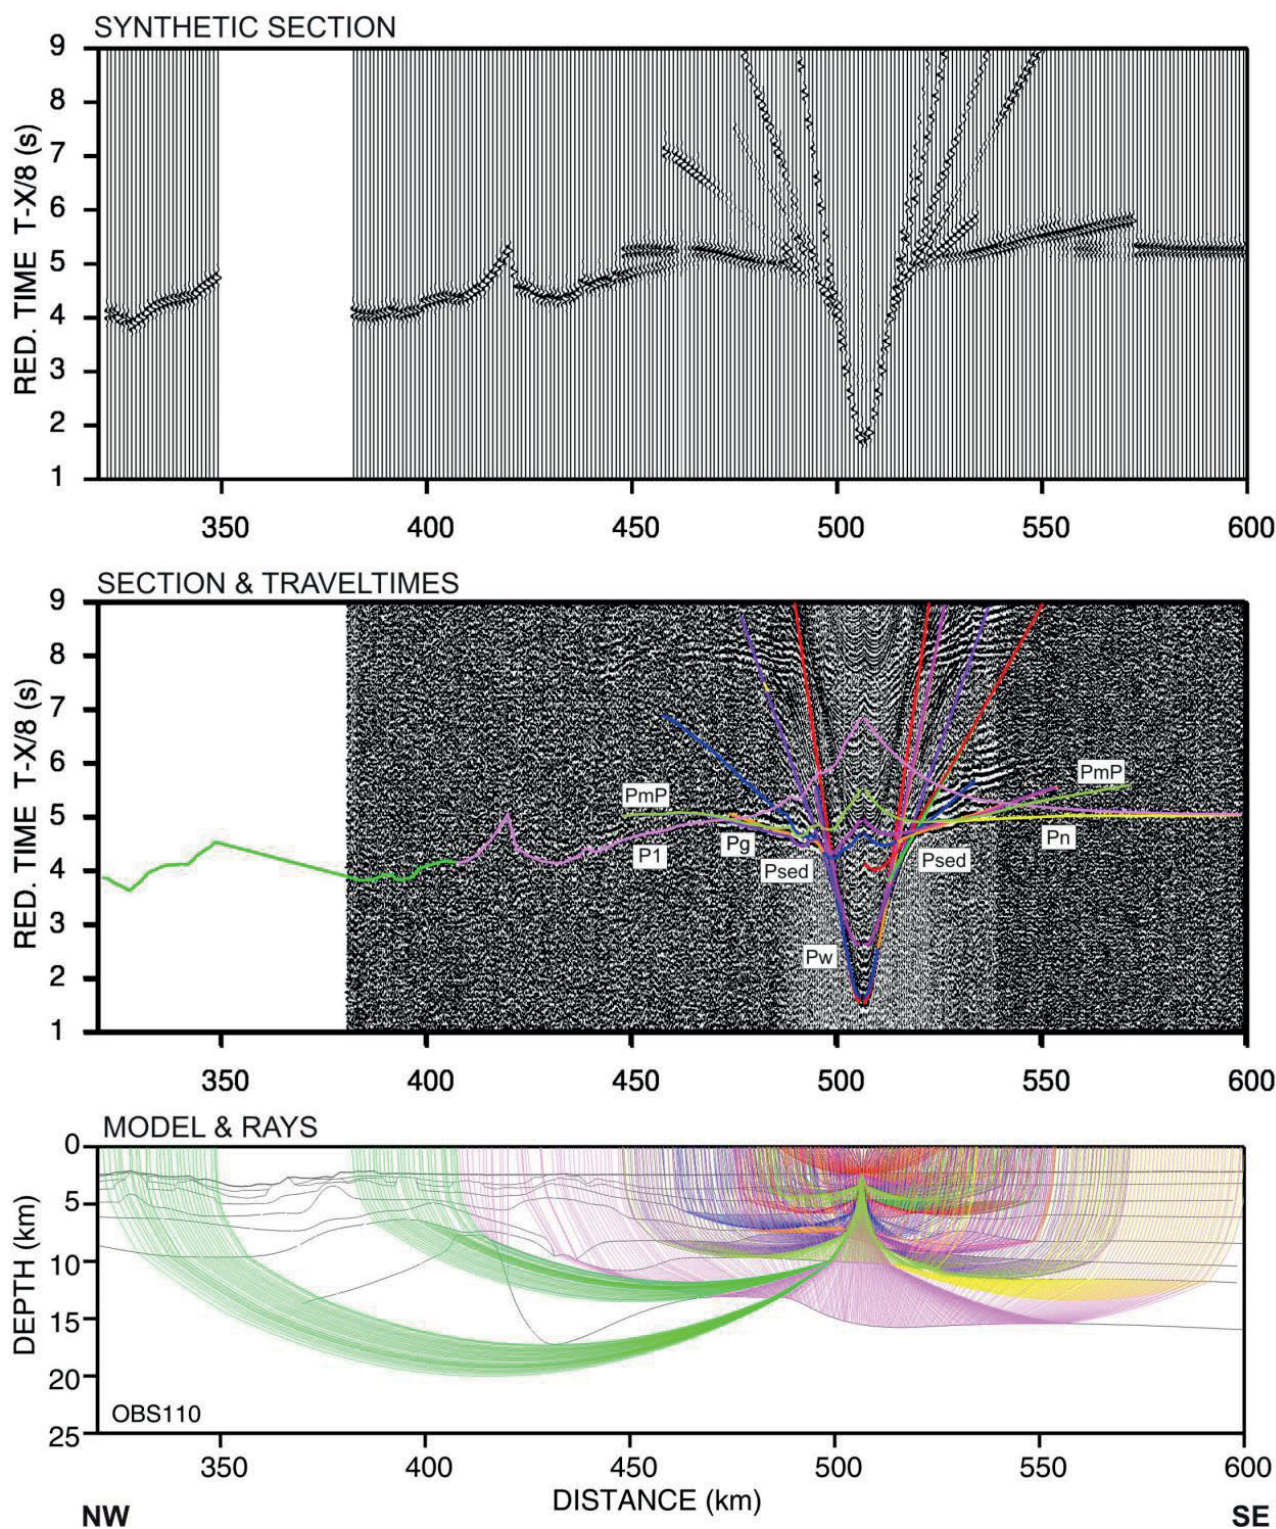 SYNTHETIC SECTION
9
8
7
6
5
4
3
2
1
RED. TIME T-X/8 (s)
350 400 450 500 550 600
SECTION & TRAVELTIMES
9
8
7
6
5
4
3
2
1
RED. TIME T-X/8 (s)
PmP
PmP
P1
Pg
Psed
Psed
Pn
Pw
350 400 450 500 550 600
MODEL & RAYS
0
5
10
15
20
25
DEPTH (km)
OBS110
350 400 450 500 550 600
DISTANCE (km)
NW SE